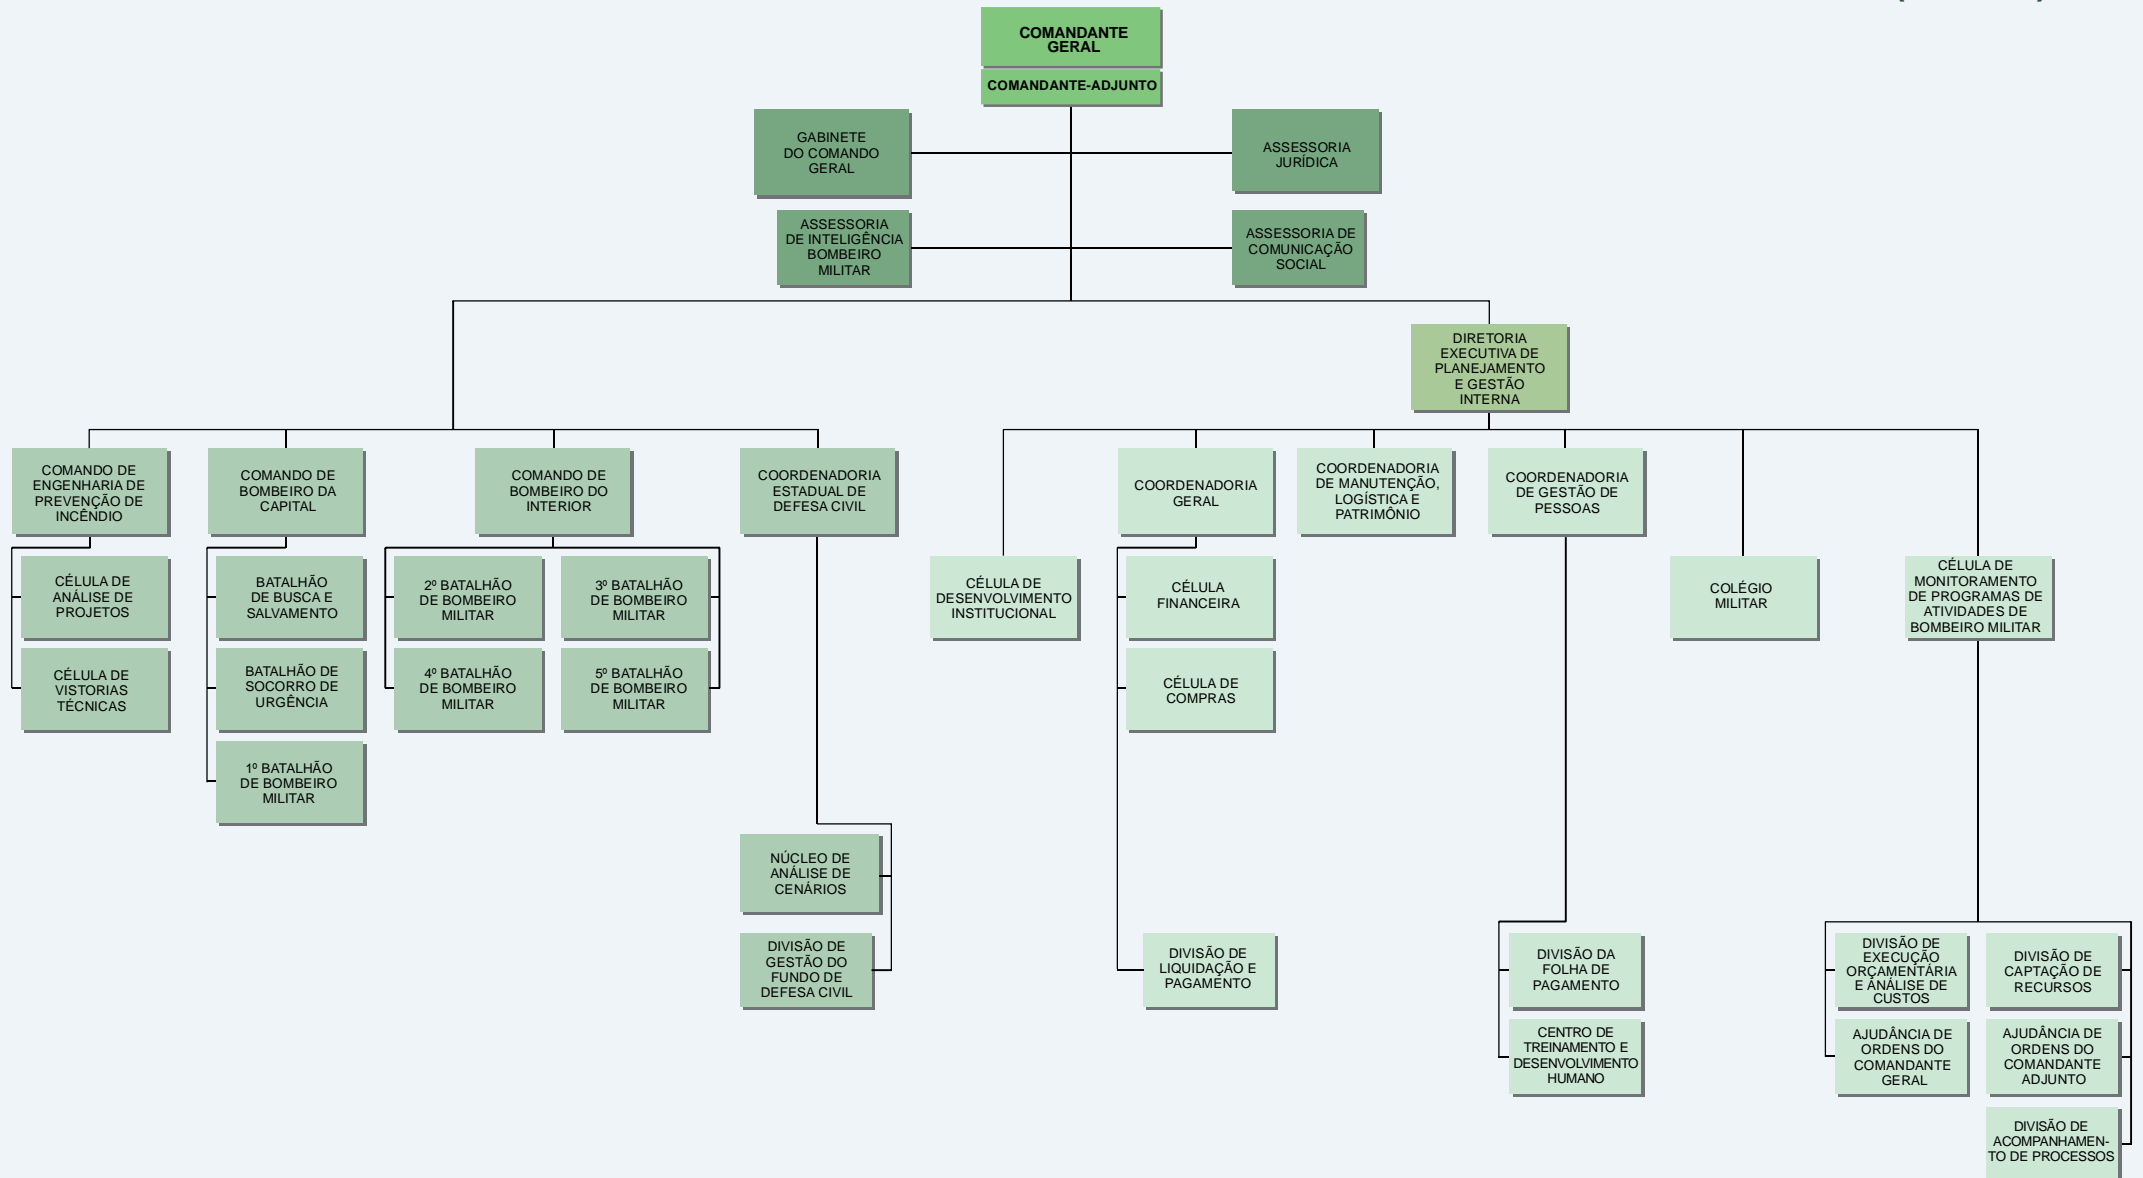 COMANDANTE
GERAL
COMANDANTE-ADJUNTO
GABINETE
DO COMANDO
GERAL
ASSESSORIA
JURÍDICA
ASSESSORIA
DE INTELIGÊNCIA
BOMBEIRO
MILITAR
ASSESSORIA DE
COMUNICAÇÃO
SOCIAL
DIRETORIA
EXECUTIVA DE
PLANEJAMENTO
E GESTÃO
INTERNA
COMANDO DE
ENGENHARIA DE
PREVENÇÃO DE
INCÊNDIO
COMANDO DE
BOMBEIRO DA
CAPITAL
COMANDO DE
BOMBEIRO DO
INTERIOR
COORDENADORIA
ESTADUAL DE
DEFESA CIVIL
COORDENADORIA
GERAL
COORDENADORIA
DE MANUTENÇÃO,
LOGÍSTICA E
PATRIMÔNIO
COORDENADORIA
DE GESTÃO DE
PESSOAS
CÉLULA DE
ANÁLISE DE
PROJETOS
BATALHÃO
DE BUSCA E
SALVAMENTO
2º BATALHÃO
DE BOMBEIRO
MILITAR
3º BATALHÃO
DE BOMBEIRO
MILITAR
CÉLULA DE
DESENVOLVIMENTO
INSTITUCIONAL
CÉLULA
FINANCEIRA
COLÉGIO
MILITAR
CÉLULA DE
MONITORAMENTO
DE PROGRAMAS DE
ATIVIDADES DE
BOMBEIRO MILITAR
CÉLULA DE
VISTORIAS
TÉCNICAS
BATALHÃO DE
SOCORRO DE
URGÊNCIA
4º BATALHÃO
DE BOMBEIRO
MILITAR
5º BATALHÃO
DE BOMBEIRO
MILITAR
CÉLULA DE
COMPRAS
1º BATALHÃO
DE BOMBEIRO
MILITAR
NÚCLEO DE
ANÁLISE DE
CENÁRIOS
DIVISÃO DE
GESTÃO DO
FUNDO DE
DEFESA CIVIL
DIVISÃO DE
LIQUIDAÇÃO E
PAGAMENTO
DIVISÃO DA
FOLHA DE
PAGAMENTO
DIVISÃO DE
EXECUÇÃO
ORÇAMENTÁRIA
E ANÁLISE DE
CUSTOS
DIVISÃO DE
CAPTAÇÃO DE
RECURSOS
CENTRO DE
TREINAMENTO E
DESENVOLVIMENTO
HUMANO
AJUDÂNCIA DE
ORDENS DO
COMANDANTE
GERAL
AJUDÂNCIA DE
ORDENS DO
COMANDANTE
ADJUNTO
DIVISÃO DE
ACOMPANHAMEN-
TO DE PROCESSOS